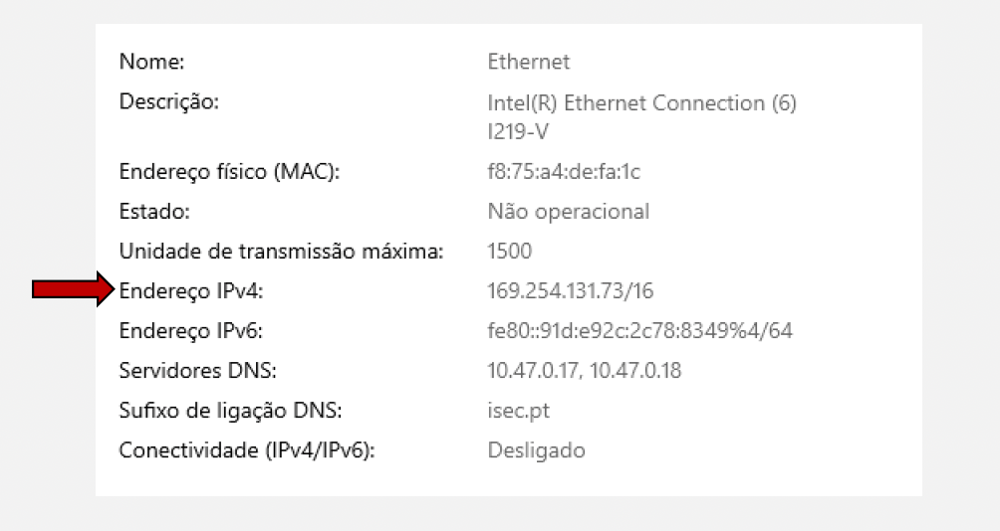 Nome: Ethernet
Descrição: Intel(R) Ethernet Connection (6)
I219-V
Endereço físico (MAC): f8:75:a4:de:fa:1c
Estado: Não operacional
Unidade de transmissão máxima: 1500
Endereço IPv4: 169.254.131.73/16
Endereço IPv6: fe80::91d:e92c:2c78:8349%4/64
Servidores DNS: 10.47.0.17, 10.47.0.18
Sufixo de ligação DNS: isec.pt
Conectividade (IPv4/IPv6): Desligado